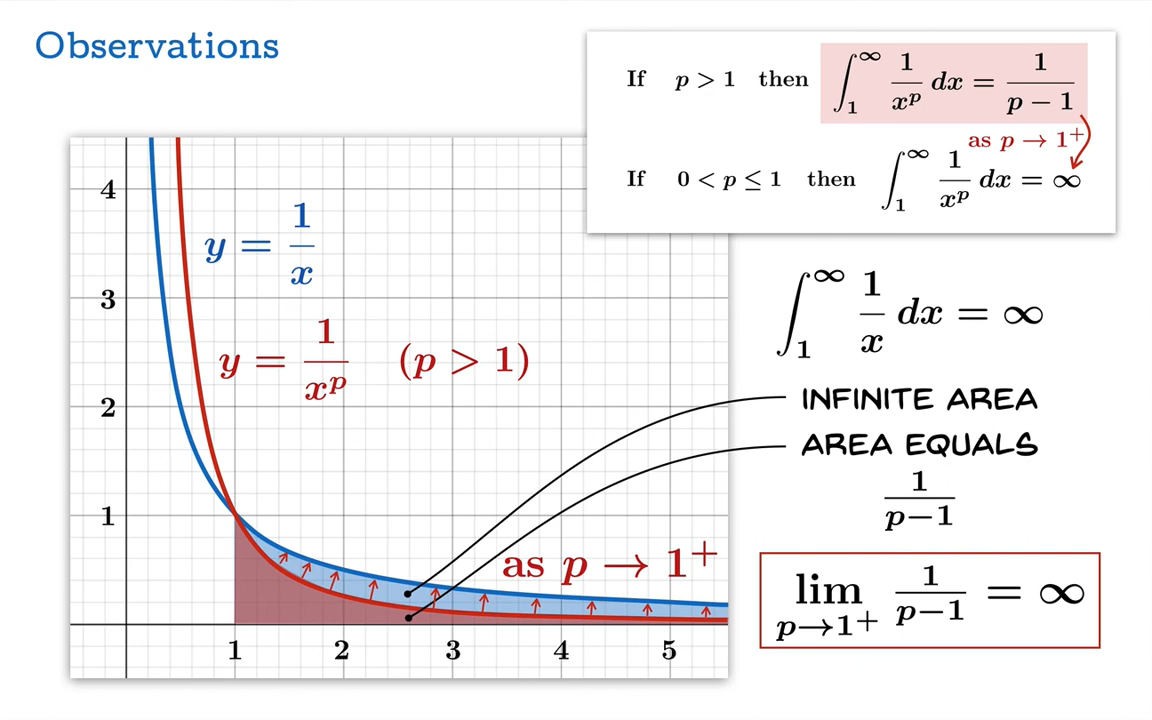 Observations
If p > 1 then ∫₁^∞ 1/x^p dx = 1/(p − 1)
as p → 1⁺
If 0 < p ≤ 1 then ∫₁^∞ 1/x^p dx = ∞
4
3
2
1
1 2 3 4 5
y = 1/x
y = 1/x^p (p > 1)
as p → 1⁺
∫₁^∞ 1/x dx = ∞
INFINITE AREA
AREA EQUALS
1/(p−1)
lim p→1⁺ 1/(p−1) = ∞